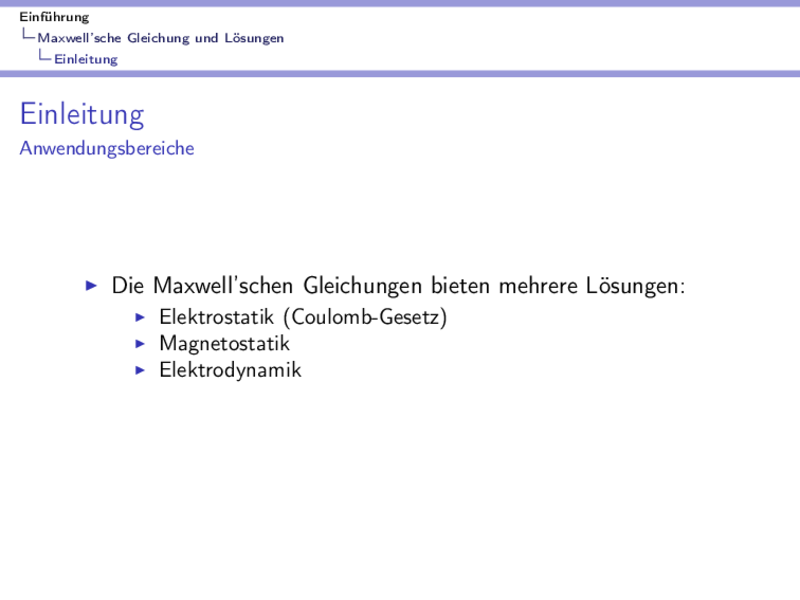 Einführung
Maxwell'sche Gleichung und Lösungen
Einleitung
Einleitung
Anwendungsbereiche
Die Maxwell'schen Gleichungen bieten mehrere Lösungen:
Elektrostatik (Coulomb-Gesetz)
Magnetostatik
Elektrodynamik